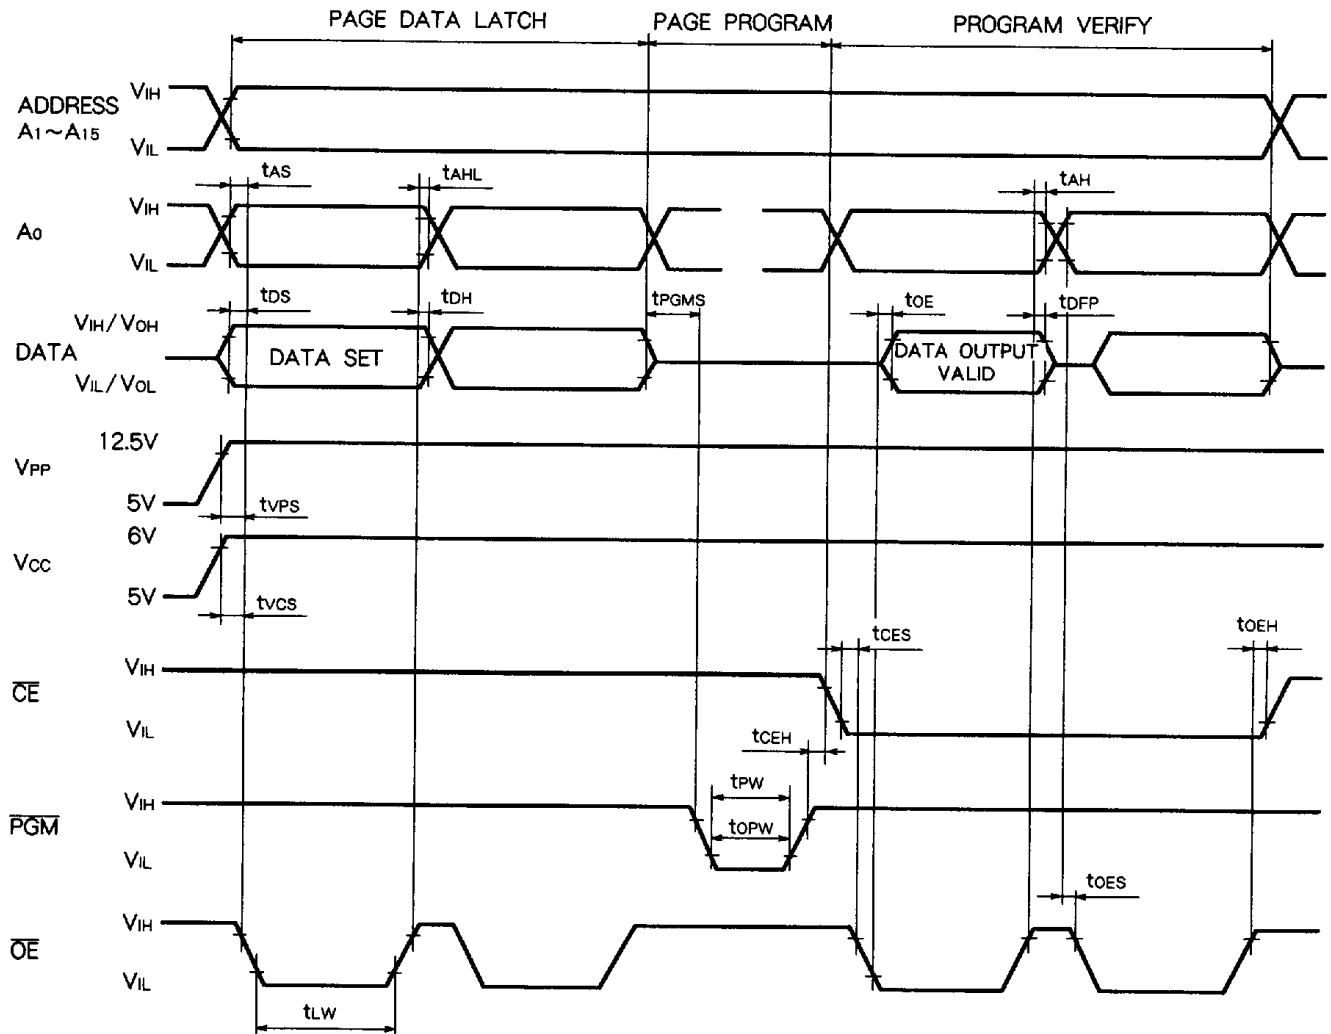 PAGE DATA LATCH PAGE PROGRAM PROGRAM VERIFY
ADDRESS
A1~A15
VIH
VIL
tAS tAHL tAH
A0
VIH
VIL
tDS tDH tPGMS tOE tDFP
DATA
VIH/VOH
VIL/VOL
DATA SET
DATA OUTPUT
VALID
VPP
12.5V
5V
tVPS
VCC
6V
5V
tVCS
tCES tOEH
CE
VIH
VIL
tCEH
tPW
PGM
VIH
VIL
tOPW
tOES
OE
VIH
VIL
tLW